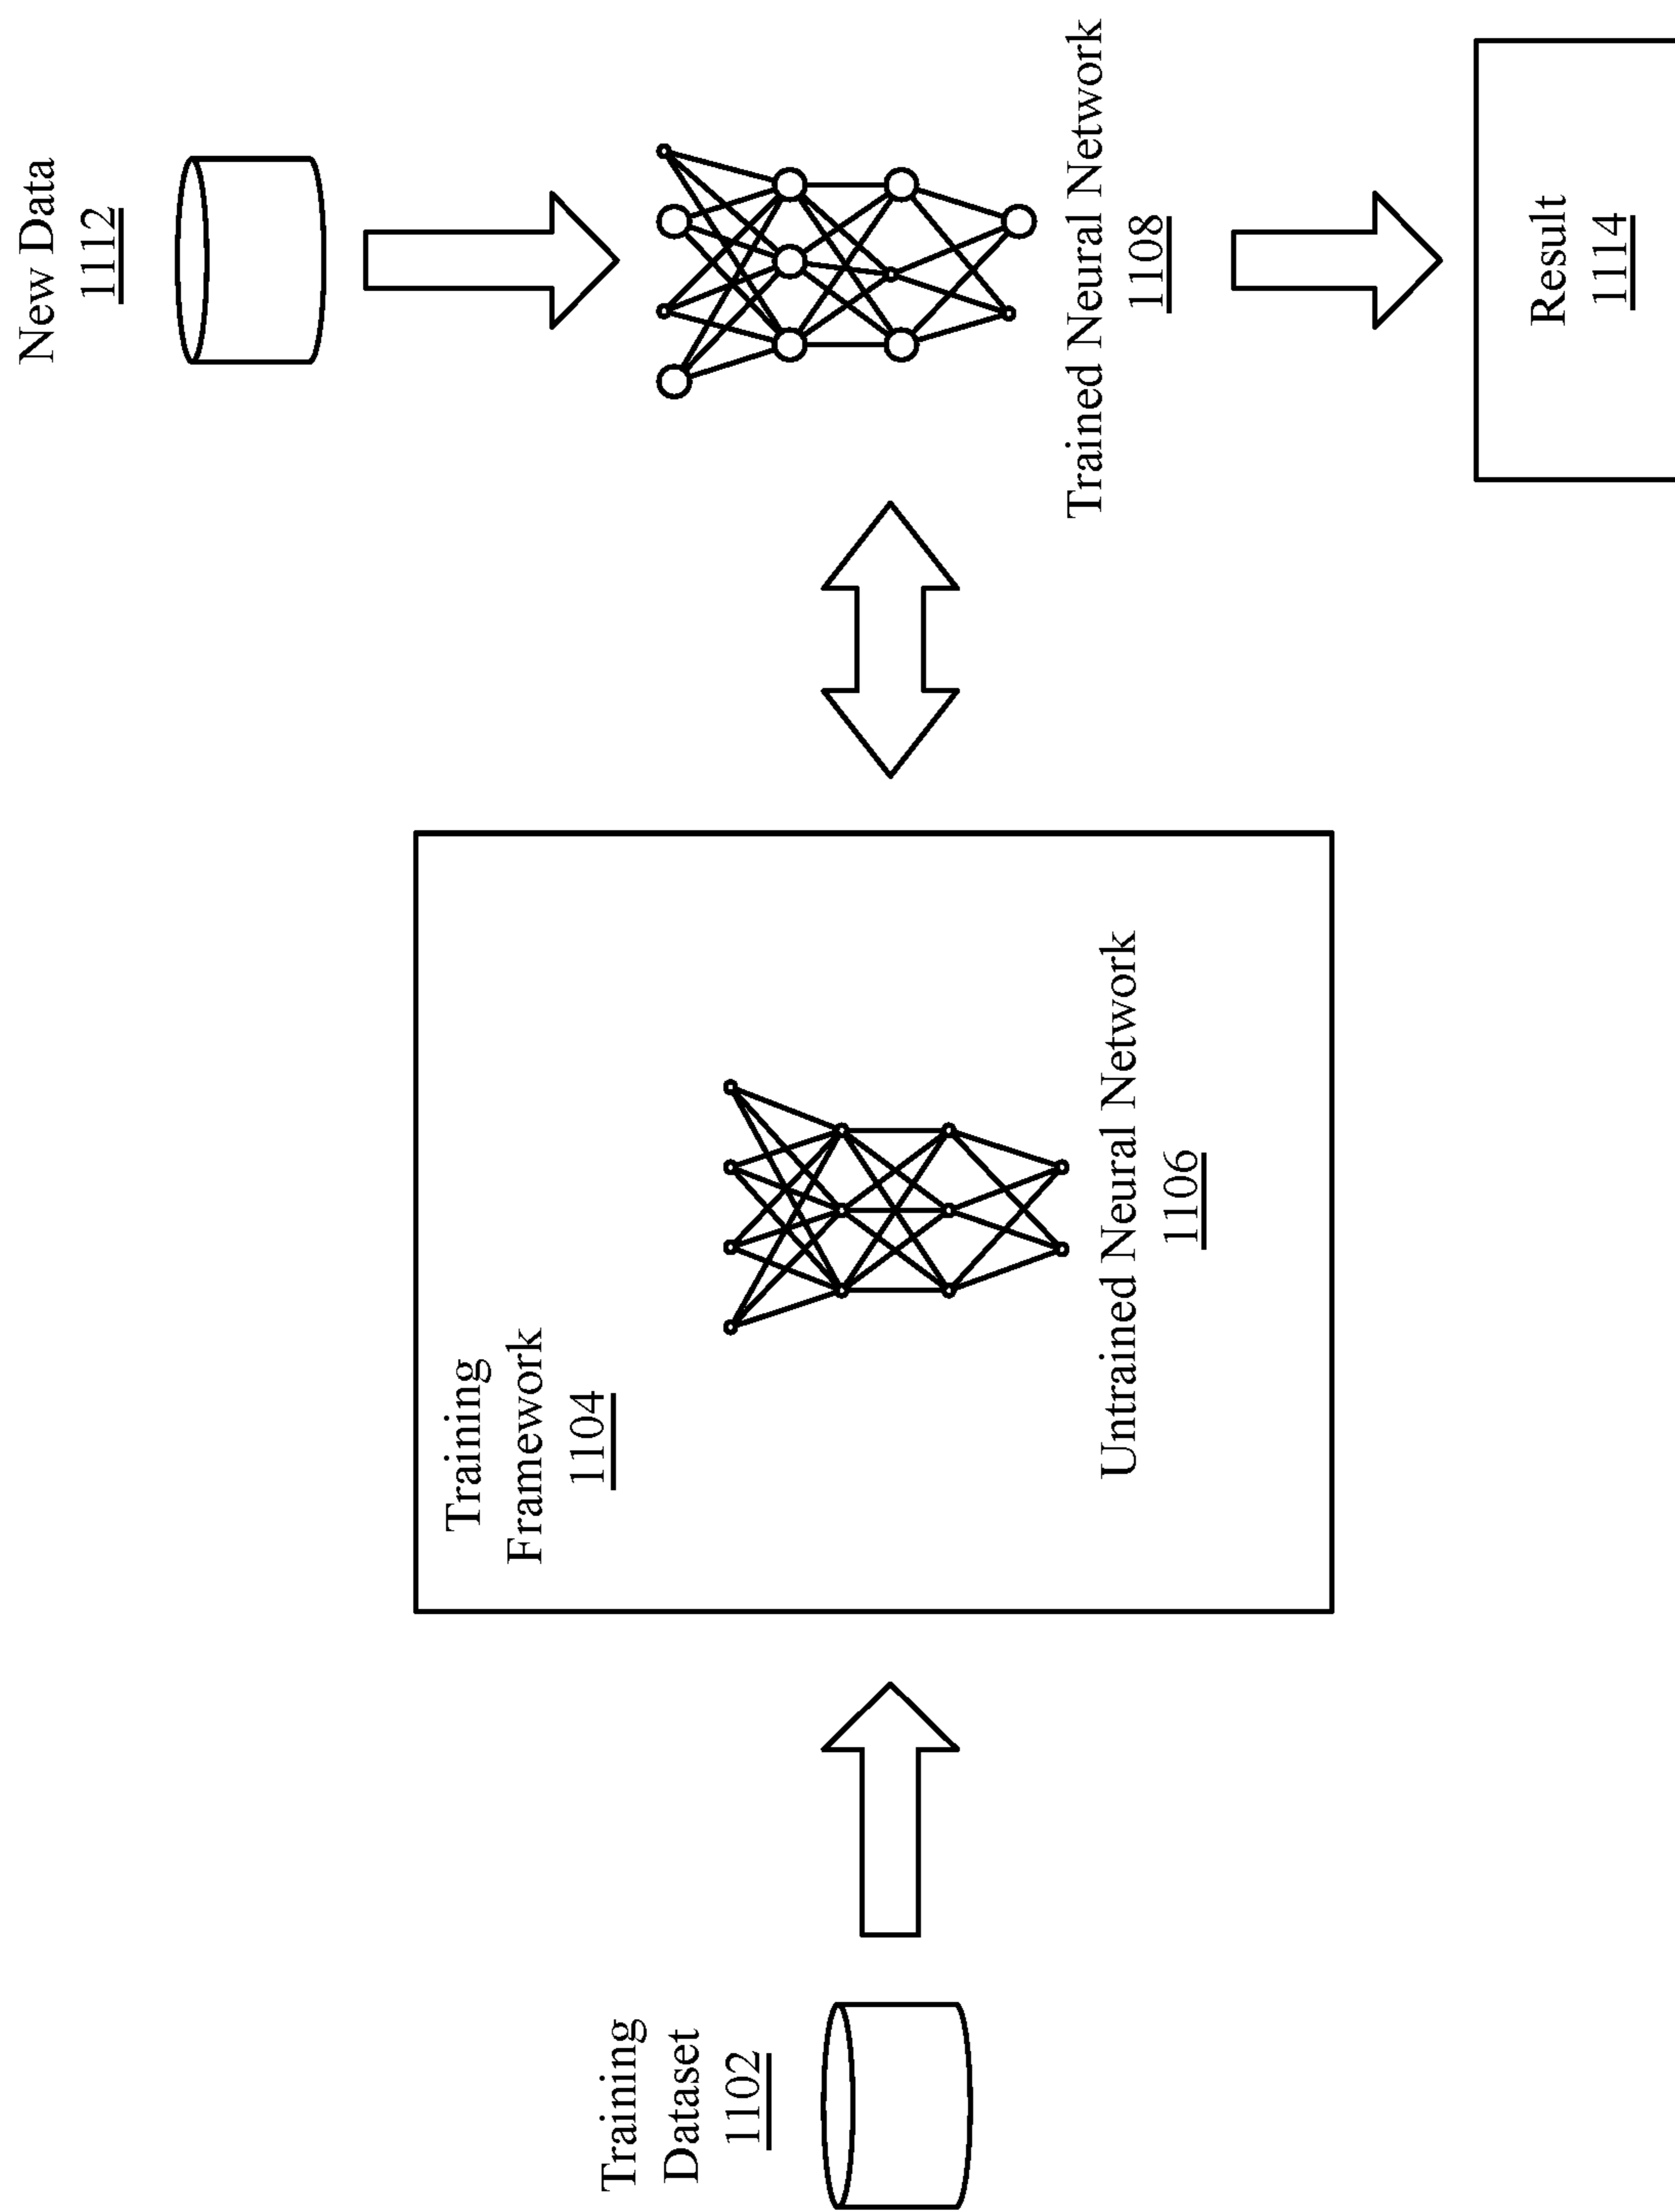 Training
Dataset
1102
Training
Framework
1104
Untrained Neural Network
1106
New Data
1112
Trained Neural Network
1108
Result
1114